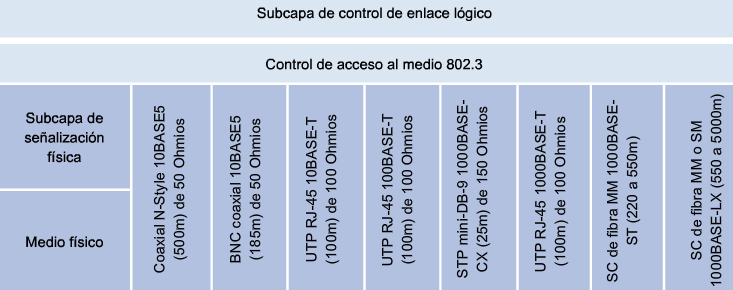 Subcapa de control de enlace lógico
Control de acceso al medio 802.3
Subcapa de
señalización
física
Medio físico
Coaxial N-Style 10BASE5
(500m) de 50 Ohmios
BNC coaxial 10BASE5
(185m) de 50 Ohmios
UTP RJ-45 10BASE-T
(100m) de 100 Ohmios
UTP RJ-45 100BASE-T
(100m) de 100 Ohmios
STP mini-DB-9 1000BASE-
CX (25m) de 150 Ohmios
UTP RJ-45 1000BASE-T
(100m) de 100 Ohmios
SC de fibra MM 1000BASE-
ST (220 a 550m)
SC de fibra MM o SM
1000BASE-LX (550 a 5000m)